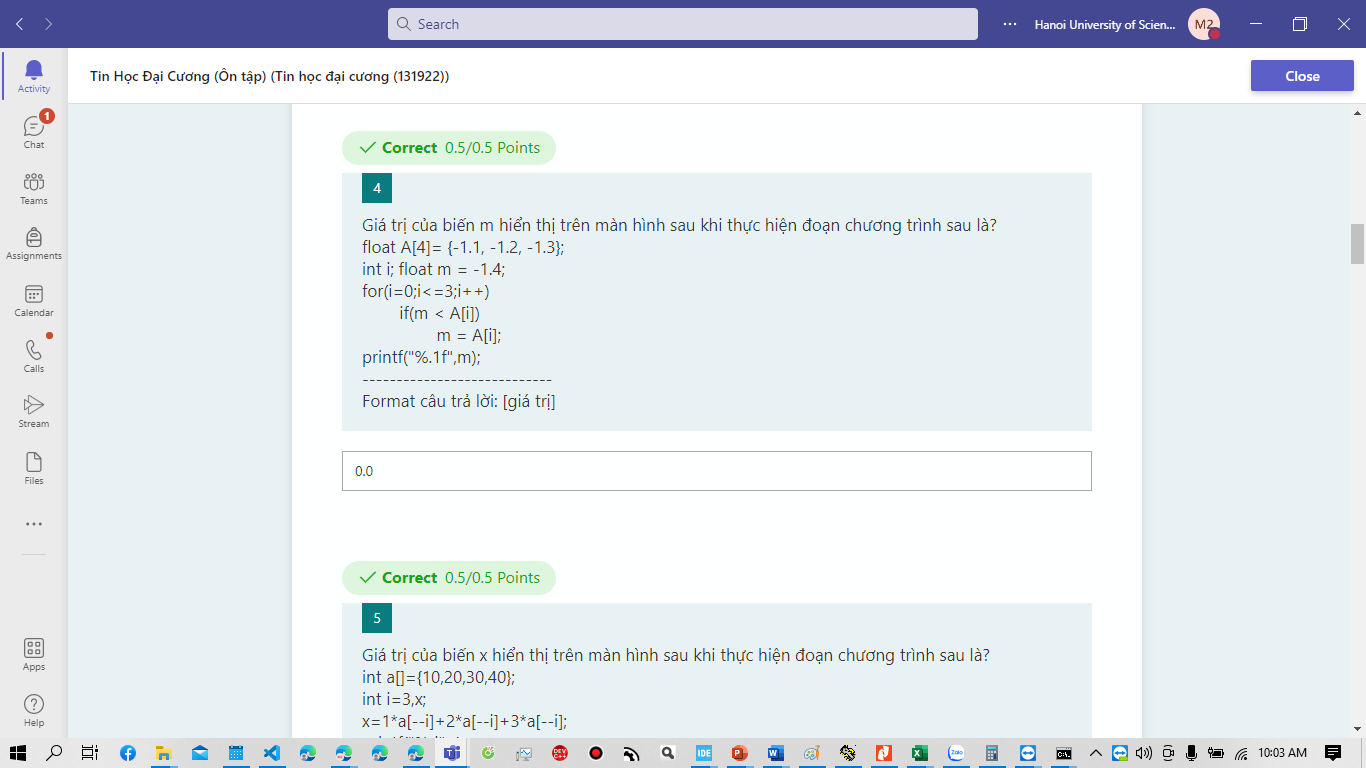 Search
Hanoi University of Scien...
M2
Activity
Tin Học Đại Cương (Ôn tập) (Tin học đại cương (131922))
Close
1
Chat
Teams
Assignments
Calendar
Calls
Stream
Files
Apps
Help
Correct 0.5/0.5 Points
4
Giá trị của biến m hiển thị trên màn hình sau khi thực hiện đoạn chương trình sau là?
float A[4]= {-1.1, -1.2, -1.3};
int i; float m = -1.4;
for(i=0;i<=3;i++)
if(m < A[i])
m = A[i];
printf("%.1f",m);
----------------------------
Format câu trả lời: [giá trị]
0.0
Correct 0.5/0.5 Points
5
Giá trị của biến x hiển thị trên màn hình sau khi thực hiện đoạn chương trình sau là?
int a[]={10,20,30,40};
int i=3,x;
x=1*a[--i]+2*a[--i]+3*a[--i];
DEV
IDE
Zalo
10:03 AM